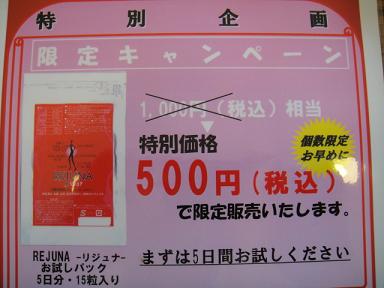 特別企画
限定キャンペーン
1,000円(税込)相当
特別価格
個数限定
お早めに
500円(税込)
で限定販売いたします。
REJUNA
REJUNA -リジュナ-
お試しパック
5日分・15粒入り
まずは5日間お試しください